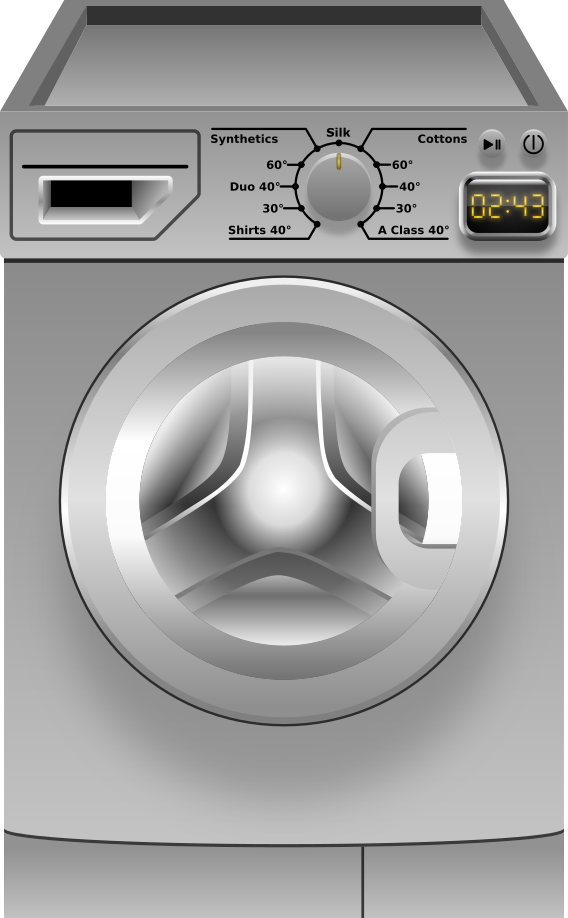 Silk
Synthetics
Cottons
60°
60°
Duo 40°
40°
02:43
30°
30°
Shirts 40°
A Class 40°